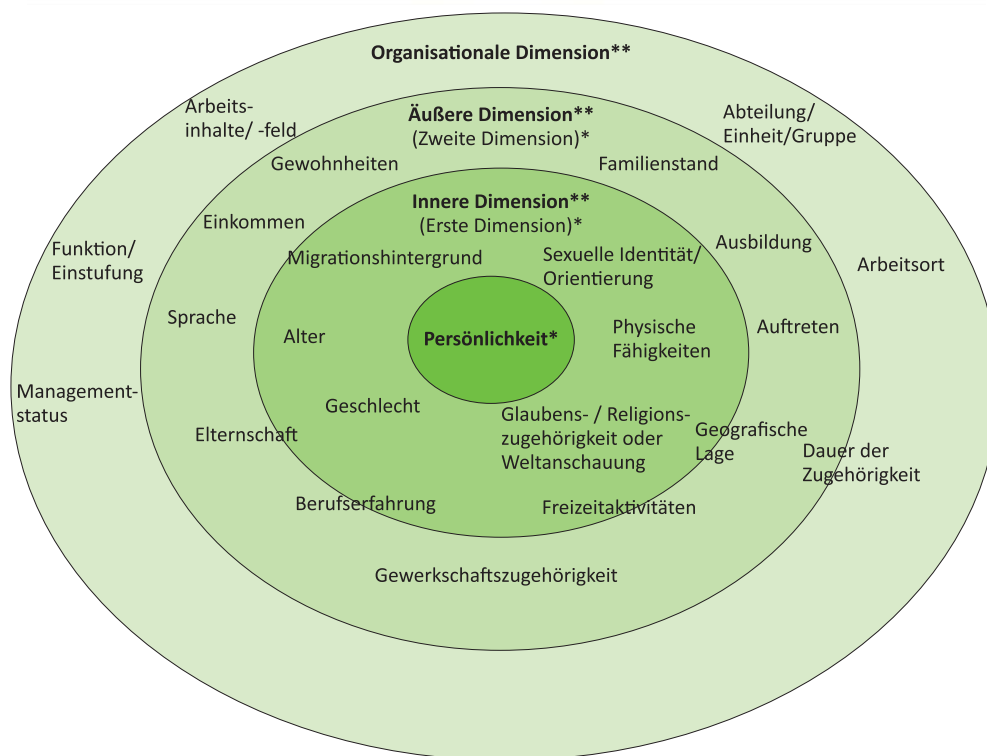 Organisationale Dimension**
Arbeits-
inhalte/ -feld
Äußere Dimension**
(Zweite Dimension)*
Abteilung/
Einheit/Gruppe
Gewohnheiten
Familienstand
Innere Dimension**
(Erste Dimension)*
Einkommen
Ausbildung
Funktion/
Einstufung
Migrationshintergrund
Sexuelle Identität/
Orientierung
Arbeitsort
Sprache
Alter
Persönlichkeit*
Physische
Fähigkeiten
Auftreten
Management-
status
Geschlecht
Glaubens- / Religions-
zugehörigkeit oder
Weltanschauung
Elternschaft
Geografische
Lage
Dauer der
Zugehörigkeit
Berufserfahrung
Freizeitaktivitäten
Gewerkschaftszugehörigkeit